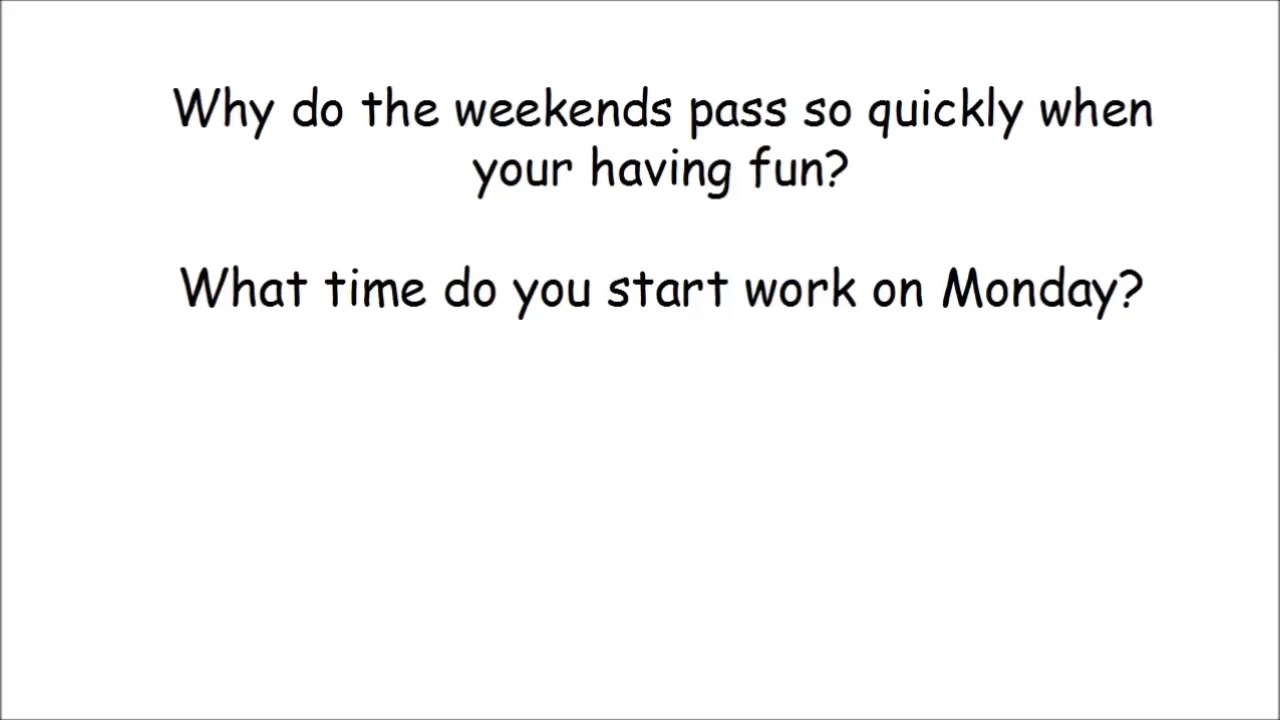 Why do the weekends pass so quickly when
your having fun?
What time do you start work on Monday?